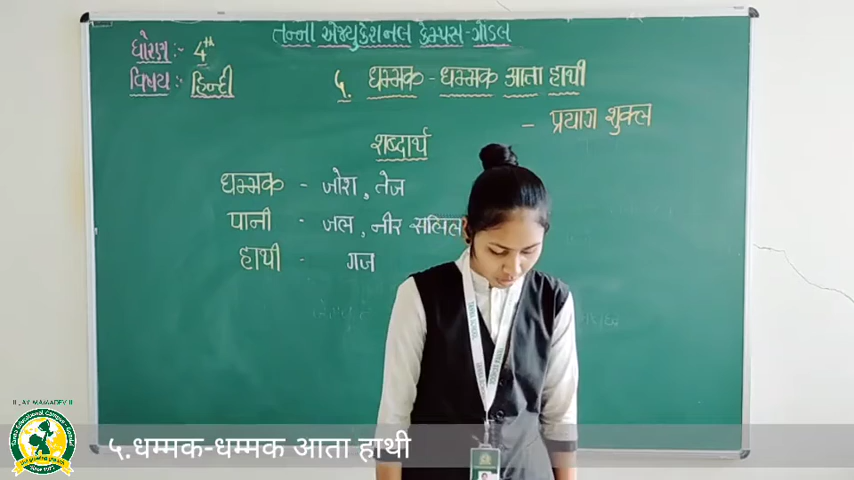 તન્ના એજ્યુકેશનલ કેમ્પસ-ગોંડલ
ધોરણ :- 4th
વિષય :- हिन्दी
५. धम्मक-धम्मक आता हाथी
- प्रयाग शुक्ल
शब्दार्थ
धम्मक - जोश, तेज
पानी - जल, नीर सलिल
हाथी - गज
५.धम्मक-धम्मक आता हाथी